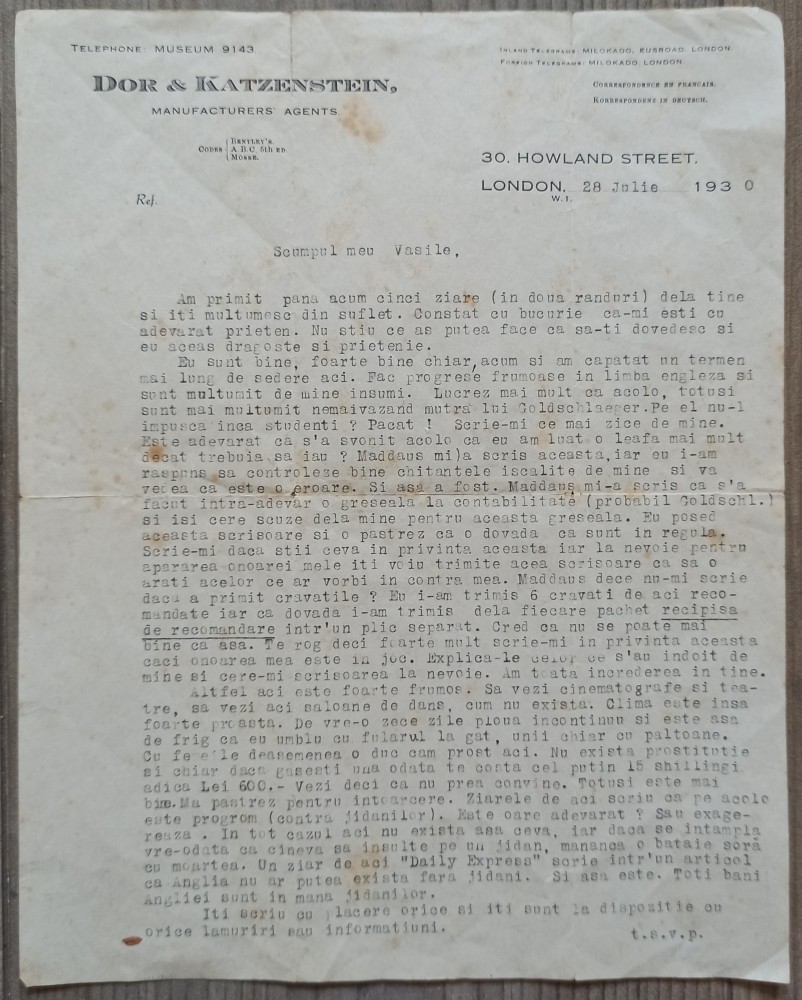 TELEPHONE: MUSEUM 9143
INLAND TELEGRAMS: MILOKADO, EUSROAD, LONDON.
FOREIGN TELEGRAMS: MILOKADO, LONDON.
DOR & KATZENSTEIN,
CORRESPONDENCE EN FRANCAIS.
KORRESPONDENZ IN DEUTSCH.
MANUFACTURERS' AGENTS.
CODES BENTLEY'S. A.B.C. 5th ED. MOSSE.
30. HOWLAND STREET.
LONDON, 28 Julie 1930
W.1.
Ref.
Scumpul meu Vasile,
Am primit pana acum cinci ziare (in doua randuri) dela tine
si iti multumesc din suflet. Constat cu bucurie ca-mi esti cu
adevarat prieten. Nu stiu ce as putea face ca sa-ti dovedesc si
eu aceas dragoste si prietenie.
Eu sunt bine, foarte bine chiar,acum si am capatat un termen
mai lung de sedere aci. Fac progrese frumoase in limba engleza si
sunt multumit de mine insumi. Lucrez mai mult ca acolo, totusi
sunt mai multumit nemaivazand mutra lui Goldschlaeger.Pe el nu-l
impusca inca studenti ? Pacat ! Scrie-mi ce mai zice de mine.
Este adevarat ca s'a svonit acolo ca eu am luat o leafa mai mult
decat trebuia sa iau ? Maddaus mi)a scris aceasta,iar eu i-am
raspuns sa controleze bine chitantele iscalite de mine si va
vedea ca este o eroare. Si asa a fost. Maddaus mi-a scris ca s'a
facut intra-adevar o greseala la contabilitate (probabil Goldschl.)
si isi cere scuze dela mine pentru aceasta greseala. Eu posed
aceasta scrisoare si o pastrez ca o dovada ca sunt in regula.
Scrie-mi daca stii ceva in privinta aceasta iar la nevoie pentru
apararea onoarei mele iti voiu trimite acea scrisoare ca sa o
arati acelor ce ar vorbi in contra mea. Maddaus dece nu-mi scrie
daca a primit cravatile ? Eu i-am trimis 6 cravati de aci reco-
mandate iar ca dovada i-am trimis dela fiecare pachet recipisa
de recomandare intr'un plic separat. Cred ca nu se poate mai
bine ca asa. Te rog deci foarte mult scrie-mi in privinta aceasta
caci onoarea mea este in joc. Explica-le celor ce s'au indoit de
mine si cere-mi scrisoarea la nevoie. Am toata increderea in tine.
Altfel aci este foarte frumos. Sa vezi cinematografe si tea-
tre, sa vezi aci saloane de dans, cum nu exista. Clima este insa
foarte proasta. De vre-o zece zile ploua incontinuu si este asa
de frig ca eu umblu cu fularul la gat, unii chiar cu paltoane.
Cu femeile deasemenea o duc cam prost aci. Nu exista prostitutie
si chiar daca gasesti una odata te costa cel putin 15 shillingi
adica Lei 600.- Vezi deci ca nu prea convine. Totusi este mai
bine.Ma pastrez pentru intoarcere. Ziarele de aci scriu ca pe acolo
este progrom (contra jidanilor). Este oare adevarat ? Sau exage-
reaza . In tot cazul aci nu exista asa ceva, iar daca se intampla
vre-odata ca cineva sa insulte pe un jidan, mananca o bataie soră
cu moartea. Un ziar de aci "Daily Express" scrie intr'un articol
ca Anglia nu ar putea exista fara jidani. Si asa este. Toti bani
Angliei sunt in mana jidanilor.
Iti scriu cu placere orice si iti sunt la dispozitie cu
orice lamuriri sau informatiuni.
t.s.v.p.